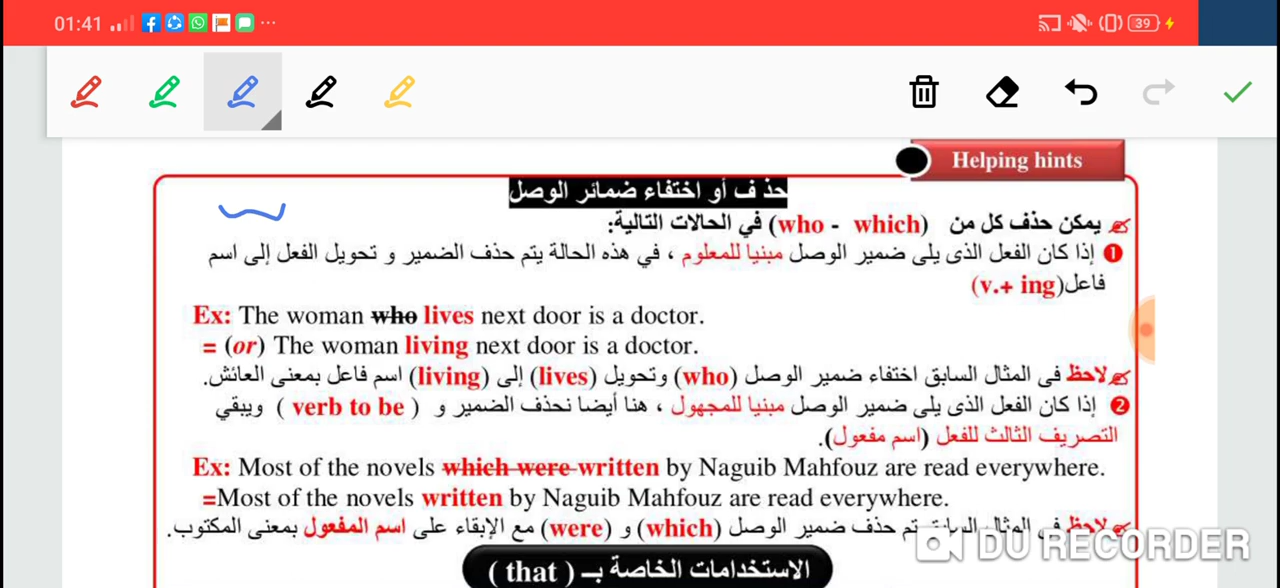 01:41
39
Helping hints
حذف أو اختفاء ضمائر الوصل
يمكن حذف كل من (who - which) في الحالات التالية:
❶ إذا كان الفعل الذى يلى ضمير الوصل مبنيا للمعلوم ، في هذه الحالة يتم حذف الضمير و تحويل الفعل إلى اسم
فاعل(v.+ ing)
Ex: The woman who lives next door is a doctor.
= (or) The woman living next door is a doctor.
لاحظ فى المثال السابق اختفاء ضمير الوصل (who) وتحويل (lives) إلى (living) اسم فاعل بمعنى العائش.
❷ إذا كان الفعل الذى يلى ضمير الوصل مبنيا للمجهول ، هنا أيضا نحذف الضمير و ( verb to be ) ويبقي
التصريف الثالث للفعل (اسم مفعول).
Ex: Most of the novels which were written by Naguib Mahfouz are read everywhere.
=Most of the novels written by Naguib Mahfouz are read everywhere.
لاحظ فى المثال السابق تم حذف ضمير الوصل (which) و (were) مع الإبقاء على اسم المفعول بمعنى المكتوب.
DU RECORDER
الاستخدامات الخاصة بـ ( that )